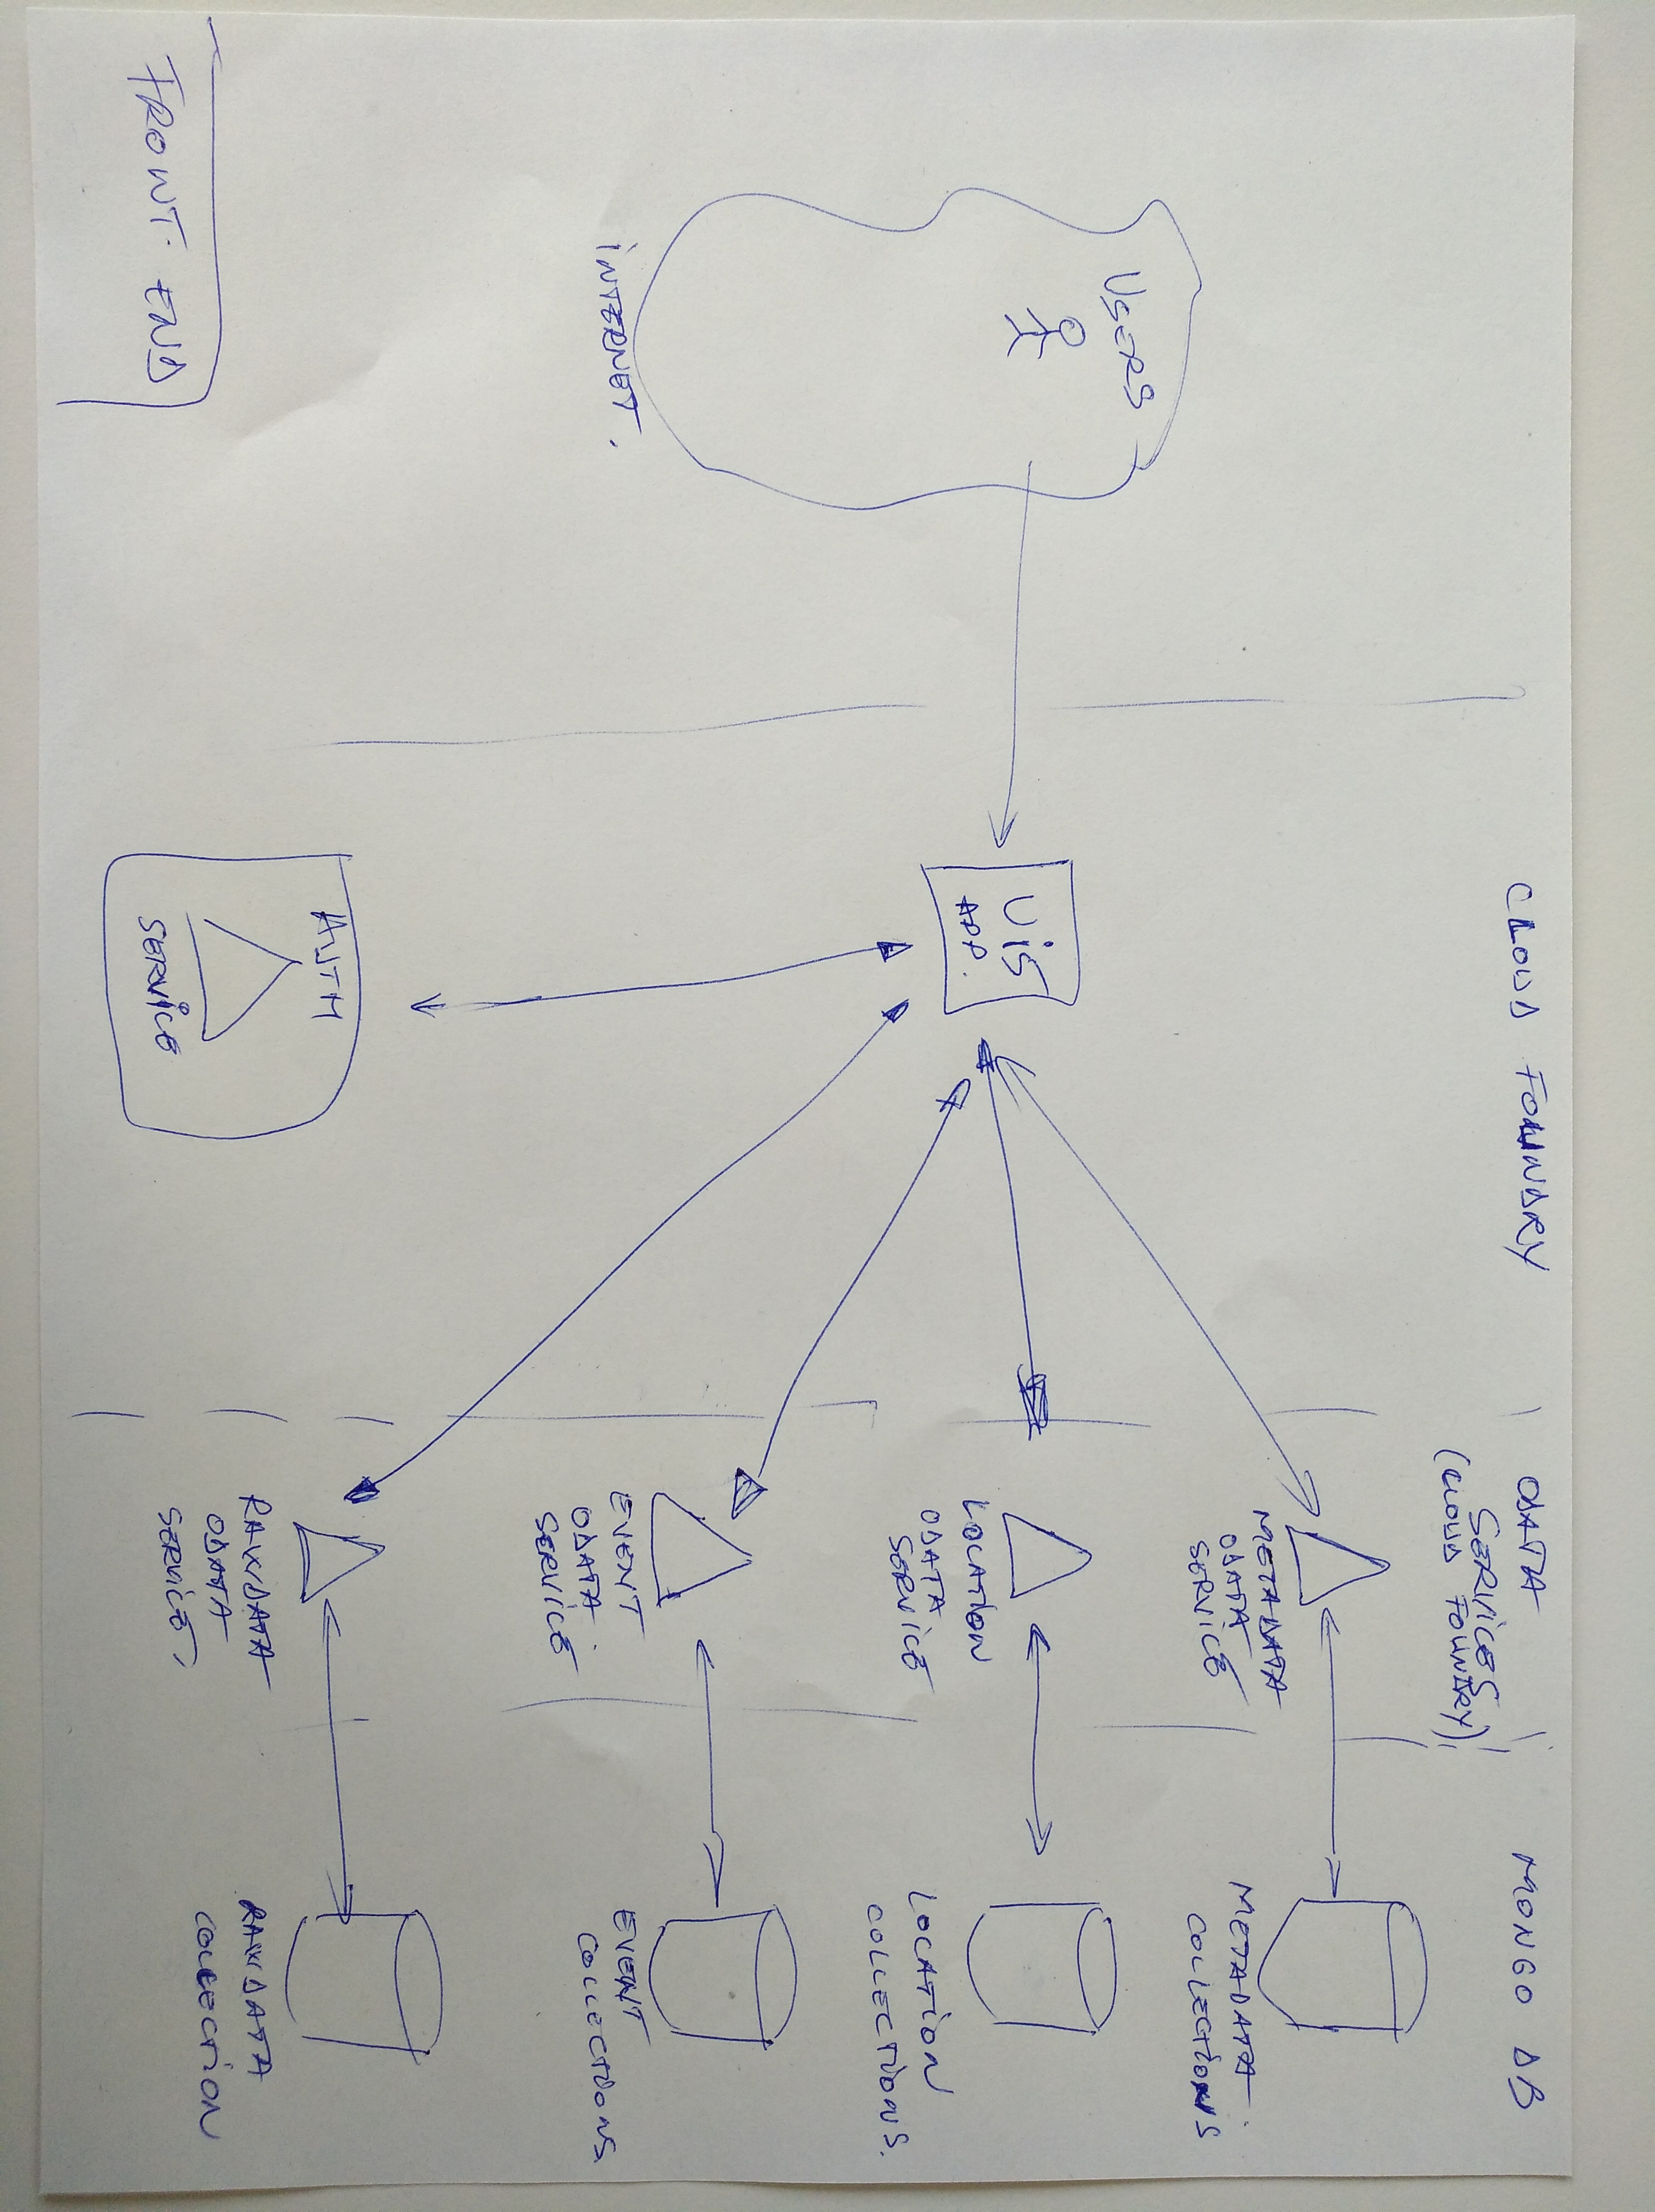 CLOUD FOUNDRY
ODATA
SERVICES
(CLOUD FOUNDRY)
MONGO DB
USERS
INTERNET.
UIS
APP.
METADATA
ODATA
SERVICE
METADATA
COLLECTIONS
LOCATION
ODATA
SERVICE
LOCATION
COLLECTIONS.
EVENT
ODATA
SERVICE
EVENT
COLLECTIONS
AUTH
SERVICE
RAWDATA
ODATA
SERVICE,
RAWDATA
COLLECTION
FRONT-END